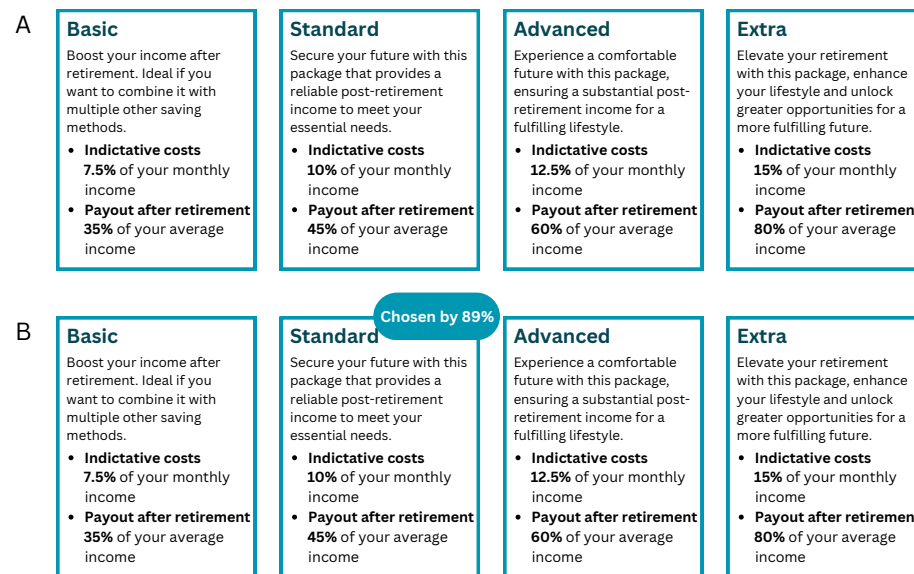 A
Basic
Boost your income after
retirement. Ideal if you
want to combine it with
multiple other saving
methods.
• Indictative costs
7.5% of your monthly
income
• Payout after retirement
35% of your average
income
Standard
Secure your future with this
package that provides a
reliable post-retirement
income to meet your
essential needs.
• Indictative costs
10% of your monthly
income
• Payout after retirement
45% of your average
income
Advanced
Experience a comfortable
future with this package,
ensuring a substantial post-
retirement income for a
fulfilling lifestyle.
• Indictative costs
12.5% of your monthly
income
• Payout after retirement
60% of your average
income
Extra
Elevate your retirement
with this package, enhance
your lifestyle and unlock
greater opportunities for a
more fulfilling future.
• Indictative costs
15% of your monthly
income
• Payout after retiremen
80% of your average
income
B
Basic
Boost your income after
retirement. Ideal if you
want to combine it with
multiple other saving
methods.
• Indictative costs
7.5% of your monthly
income
• Payout after retirement
35% of your average
income
Chosen by 89%
Standard
Secure your future with this
package that provides a
reliable post-retirement
income to meet your
essential needs.
• Indictative costs
10% of your monthly
income
• Payout after retirement
45% of your average
income
Advanced
Experience a comfortable
future with this package,
ensuring a substantial post-
retirement income for a
fulfilling lifestyle.
• Indictative costs
12.5% of your monthly
income
• Payout after retirement
60% of your average
income
Extra
Elevate your retirement
with this package, enhance
your lifestyle and unlock
greater opportunities for a
more fulfilling future.
• Indictative costs
15% of your monthly
income
• Payout after retiremen
80% of your average
income